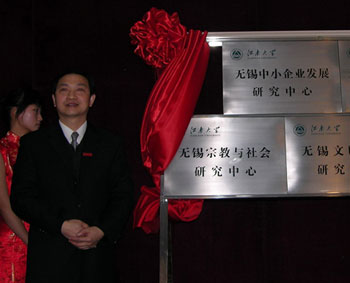 江南大学
无锡中小企业发展
研究中心
江南大学
无锡宗教与社会
研究中心
江南大学
无锡文
研究